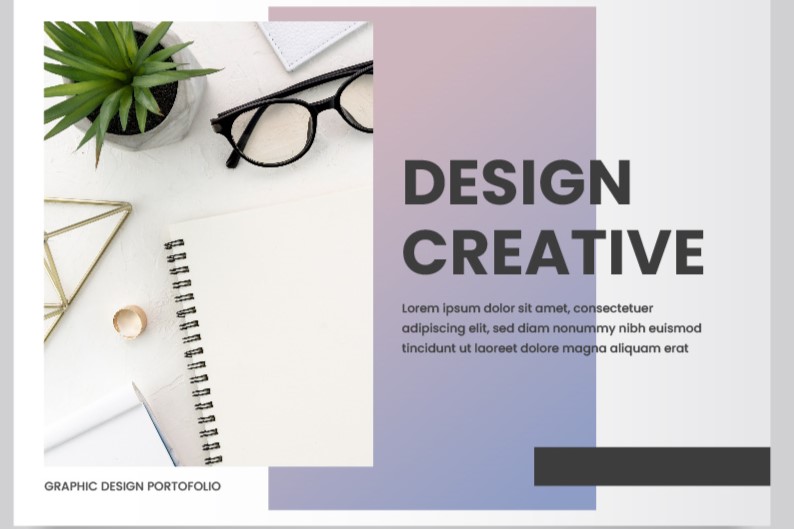 DESIGN
CREATIVE
Lorem ipsum dolor sit amet, consectetuer
adipiscing elit, sed diam nonummy nibh euismod
tincidunt ut laoreet dolore magna aliquam erat
GRAPHIC DESIGN PORTOFOLIO